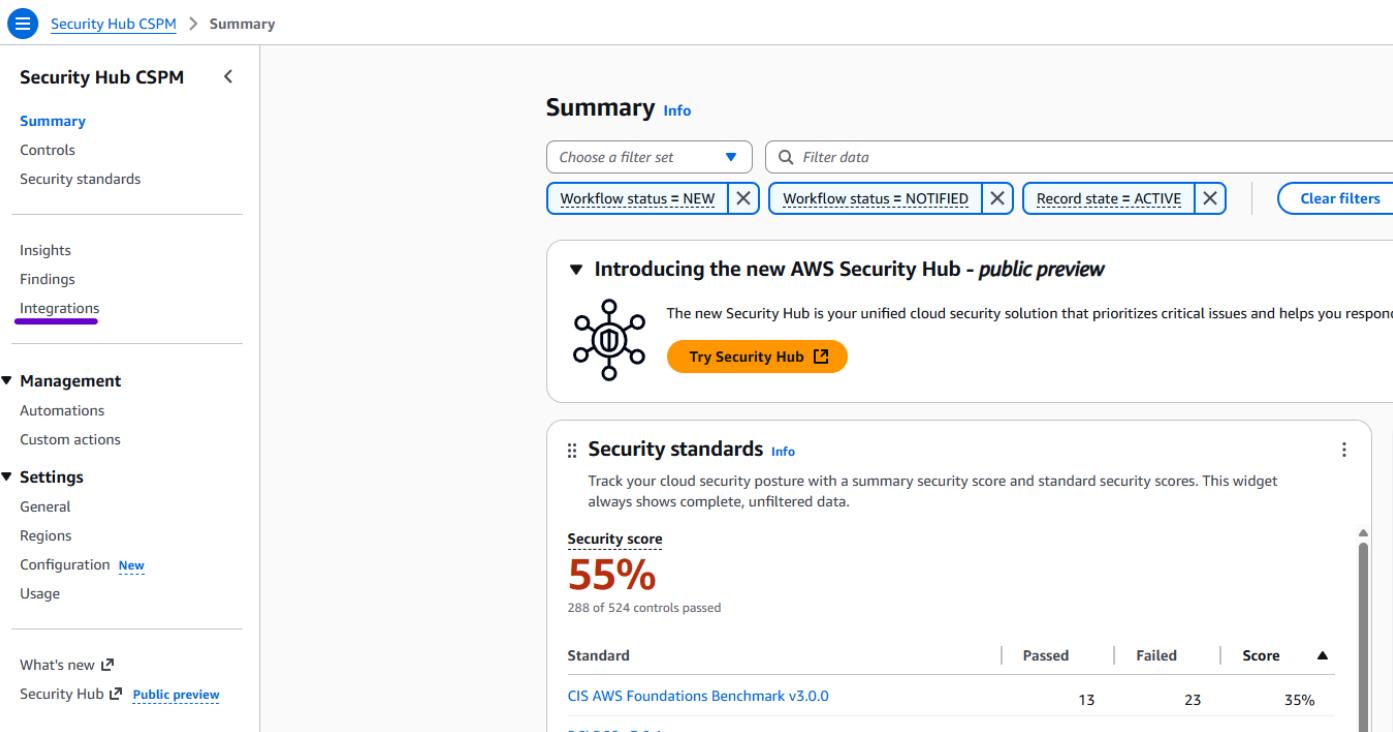 Security Hub CSPM > Summary
Security Hub CSPM
Summary
Controls
Security standards
Insights
Findings
Integrations
Management
Automations
Custom actions
Settings
General
Regions
Configuration New
Usage
What's new
Security Hub Public preview
Summary Info
Choose a filter set
Filter data
Workflow status = NEW
Workflow status = NOTIFIED
Record state = ACTIVE
Clear filters
Introducing the new AWS Security Hub - public preview
The new Security Hub is your unified cloud security solution that prioritizes critical issues and helps you
Try Security Hub
Security standards Info
Track your cloud security posture with a summary security score and standard security scores. This widget
always shows complete, unfiltered data.
Security score
55%
288 of 524 controls passed
Standard Passed Failed Score
CIS AWS Foundations Benchmark v3.0.0 13 23 35%